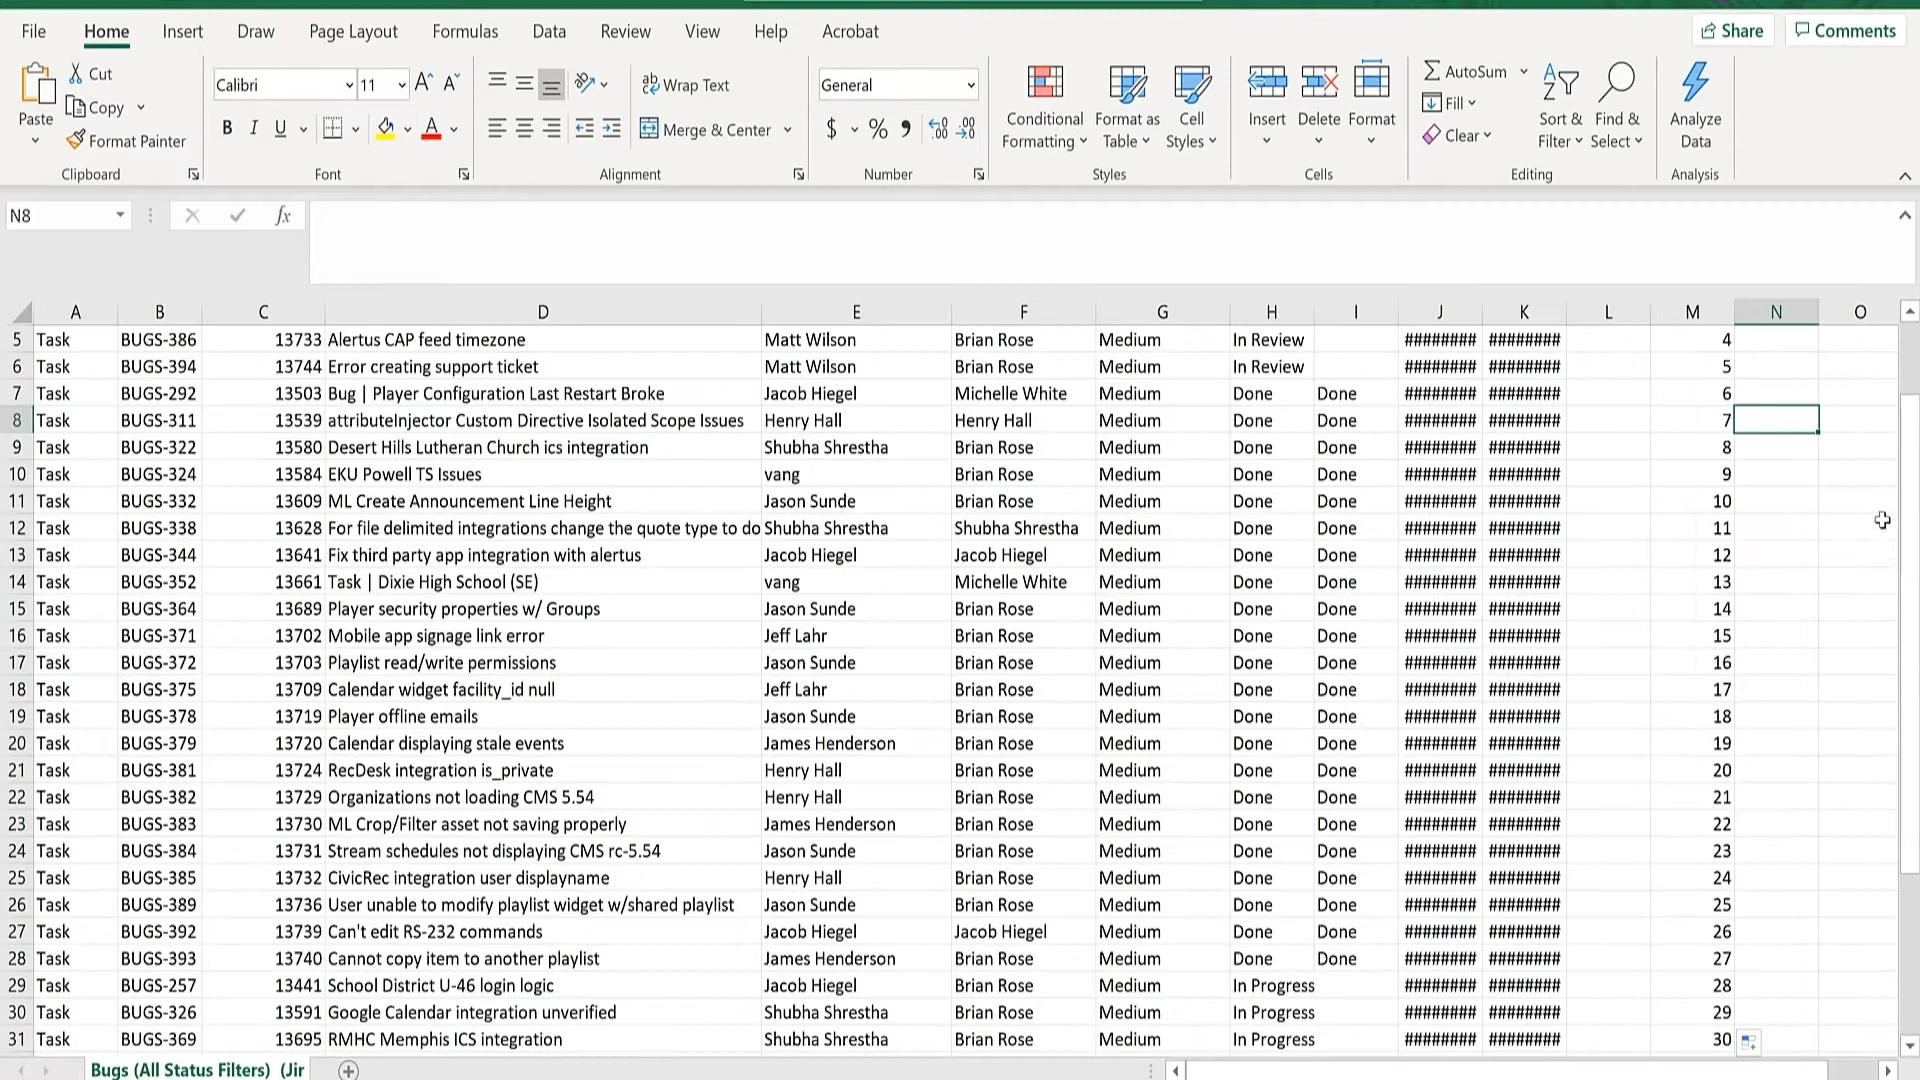 File Home Insert Draw Page Layout Formulas Data Review View Help Acrobat Share Comments
Paste Cut Copy Format Painter Clipboard
Calibri 11 A^ A˅ B I U A Font
ab Wrap Text Merge & Center Alignment
General $ % 9 .00 .00 Number
Conditional Formatting Format as Table Cell Styles Styles
Insert Delete Format Cells
AutoSum Fill Clear Sort & Filter Find & Select Editing
Analyze Data Analysis
N8 fx
A B C D E F G H I J K L M N O
5 Task BUGS-386 13733 Alertus CAP feed timezone Matt Wilson Brian Rose Medium In Review ######## ######## 4
6 Task BUGS-394 13744 Error creating support ticket Matt Wilson Brian Rose Medium In Review ######## ######## 5
7 Task BUGS-292 13503 Bug | Player Configuration Last Restart Broke Jacob Hiegel Michelle White Medium Done Done ######## ######## 6
8 Task BUGS-311 13539 attributeInjector Custom Directive Isolated Scope Issues Henry Hall Henry Hall Medium Done Done ######## ######## 7
9 Task BUGS-322 13580 Desert Hills Lutheran Church ics integration Shubha Shrestha Brian Rose Medium Done Done ######## ######## 8
10 Task BUGS-324 13584 EKU Powell TS Issues vang Brian Rose Medium Done Done ######## ######## 9
11 Task BUGS-332 13609 ML Create Announcement Line Height Jason Sunde Brian Rose Medium Done Done ######## ######## 10
12 Task BUGS-338 13628 For file delimited integrations change the quote type to do Shubha Shrestha Shubha Shrestha Medium Done Done ######## ######## 11
13 Task BUGS-344 13641 Fix third party app integration with alertus Jacob Hiegel Jacob Hiegel Medium Done Done ######## ######## 12
14 Task BUGS-352 13661 Task | Dixie High School (SE) vang Michelle White Medium Done Done ######## ######## 13
15 Task BUGS-364 13689 Player security properties w/ Groups Jason Sunde Brian Rose Medium Done Done ######## ######## 14
16 Task BUGS-371 13702 Mobile app signage link error Jeff Lahr Brian Rose Medium Done Done ######## ######## 15
17 Task BUGS-372 13703 Playlist read/write permissions Jason Sunde Brian Rose Medium Done Done ######## ######## 16
18 Task BUGS-375 13709 Calendar widget facility_id null Jeff Lahr Brian Rose Medium Done Done ######## ######## 17
19 Task BUGS-378 13719 Player offline emails Jason Sunde Brian Rose Medium Done Done ######## ######## 18
20 Task BUGS-379 13720 Calendar displaying stale events James Henderson Brian Rose Medium Done Done ######## ######## 19
21 Task BUGS-381 13724 RecDesk integration is_private Henry Hall Brian Rose Medium Done Done ######## ######## 20
22 Task BUGS-382 13729 Organizations not loading CMS 5.54 Henry Hall Brian Rose Medium Done Done ######## ######## 21
23 Task BUGS-383 13730 ML Crop/Filter asset not saving properly James Henderson Brian Rose Medium Done Done ######## ######## 22
24 Task BUGS-384 13731 Stream schedules not displaying CMS rc-5.54 Jason Sunde Brian Rose Medium Done Done ######## ######## 23
25 Task BUGS-385 13732 CivicRec integration user displayname Henry Hall Brian Rose Medium Done Done ######## ######## 24
26 Task BUGS-389 13736 User unable to modify playlist widget w/shared playlist Jason Sunde Brian Rose Medium Done Done ######## ######## 25
27 Task BUGS-392 13739 Can't edit RS-232 commands Jacob Hiegel Jacob Hiegel Medium Done Done ######## ######## 26
28 Task BUGS-393 13740 Cannot copy item to another playlist James Henderson Brian Rose Medium Done Done ######## ######## 27
29 Task BUGS-257 13441 School District U-46 login logic Jacob Hiegel Brian Rose Medium In Progress ######## ######## 28
30 Task BUGS-326 13591 Google Calendar integration unverified Shubha Shrestha Brian Rose Medium In Progress ######## ######## 29
31 Task BUGS-369 13695 RMHC Memphis ICS integration Shubha Shrestha Brian Rose Medium In Progress ######## ######## 30
Bugs (All Status Filters) (Jir